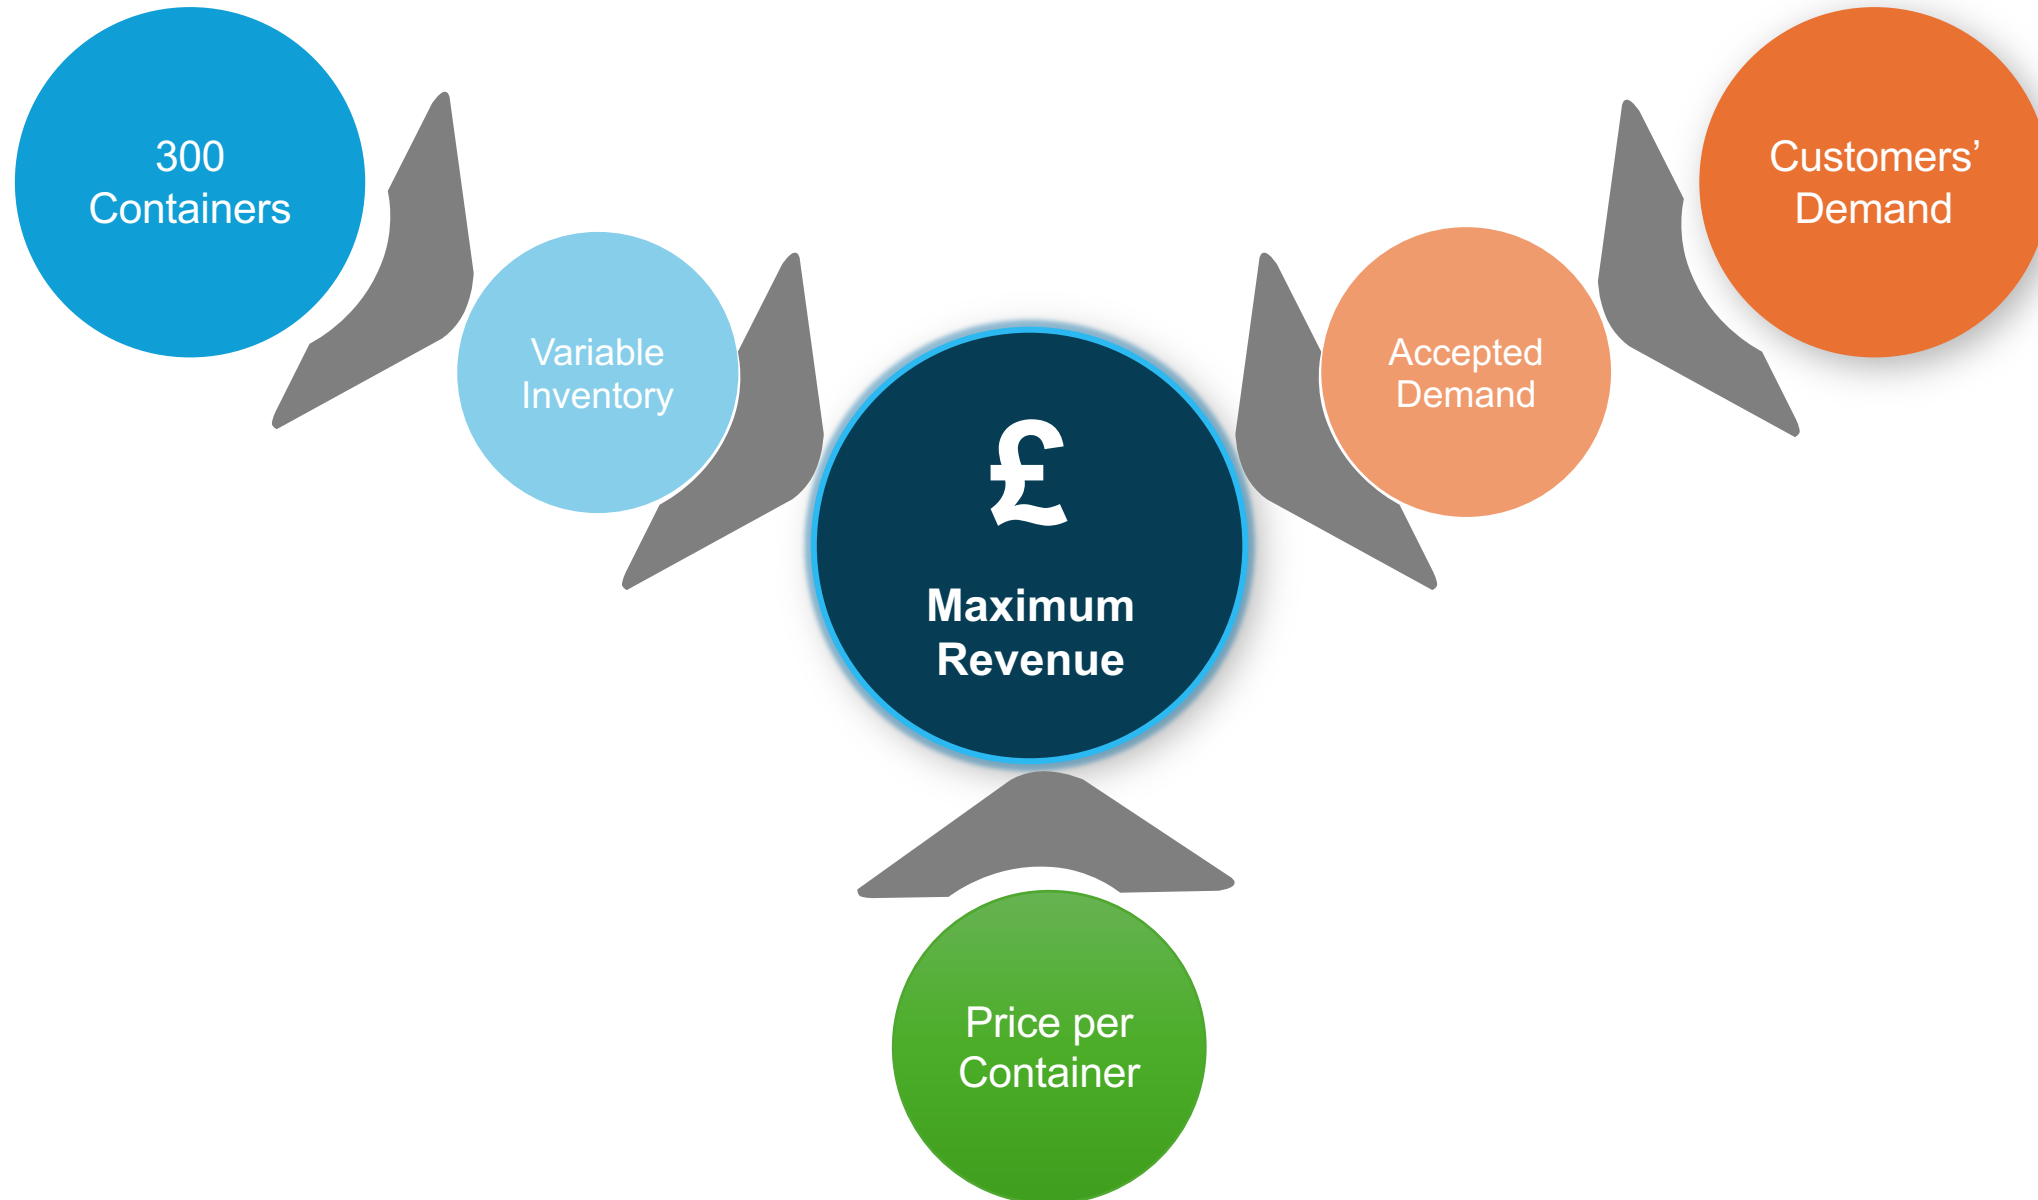 300
Containers
Customers’
Demand
Variable
Inventory
Accepted
Demand
£
Maximum
Revenue
Price per
Container